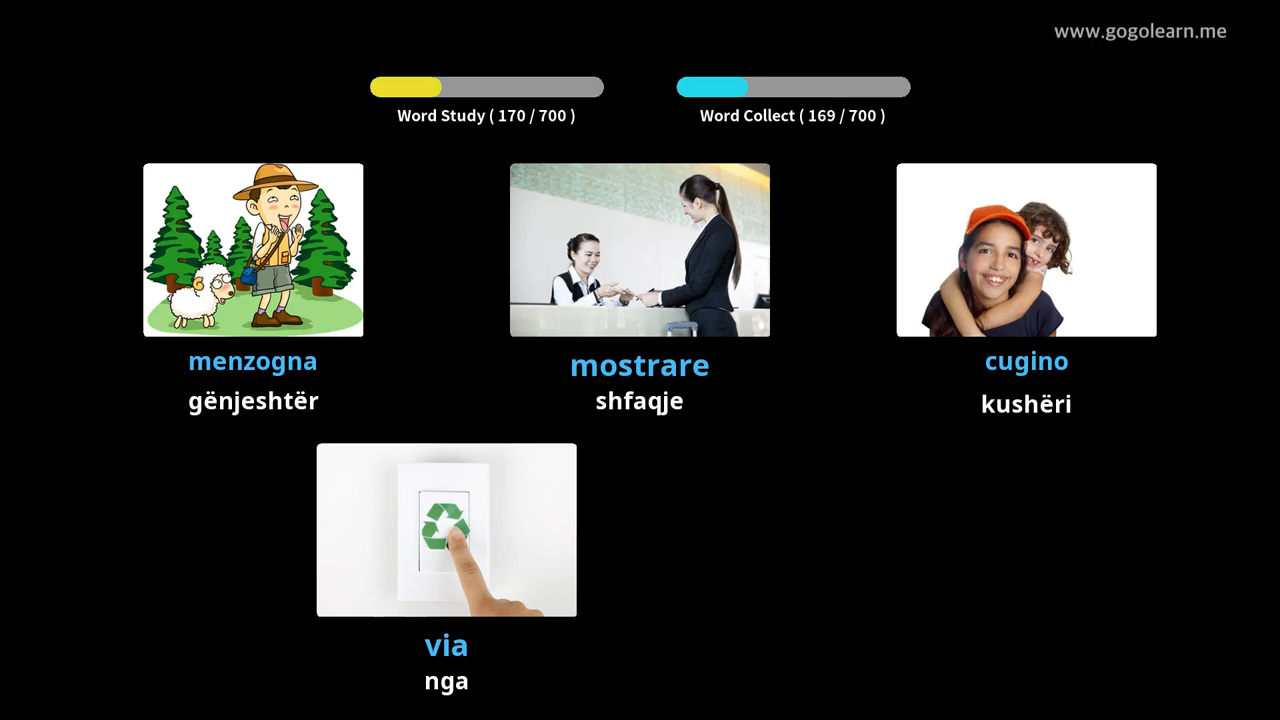 www.gogolearn.me
Word Study ( 170 / 700 )
Word Collect ( 169 / 700 )
menzogna
gënjeshtër
mostrare
shfaqje
cugino
kushëri
via
nga